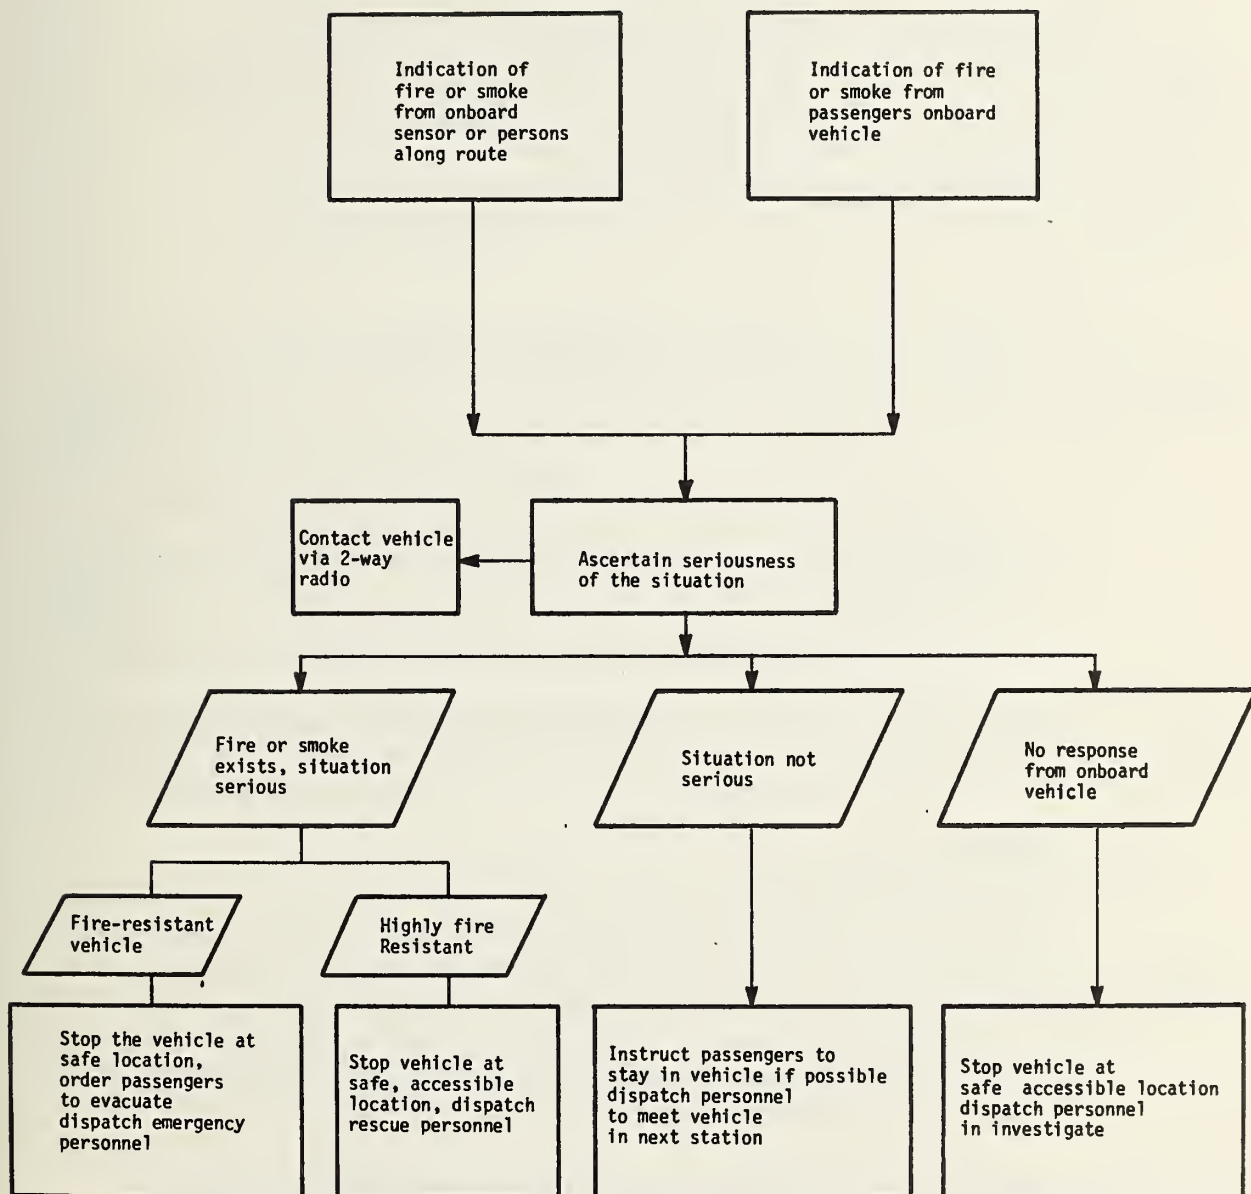 Indication of
fire or smoke
from onboard
sensor or persons
along route
Indication of fire
or smoke from
passengers onboard
vehicle
Contact vehicle
via 2-way
radio
Ascertain seriousness
of the situation
Fire or smoke
exists, situation
serious
Situation not
serious
No response
from onboard
vehicle
Fire-resistant
vehicle
Highly fire
Resistant
Stop the vehicle at
safe location,
order passengers
to evacuate
dispatch emergency
personnel
Stop vehicle at
safe, accessible
location, dispatch
rescue personnel
Instruct passengers to
stay in vehicle if possible
dispatch personnel
to meet vehicle
in next station
Stop vehicle at
safe accessible location
dispatch personnel
in investigate